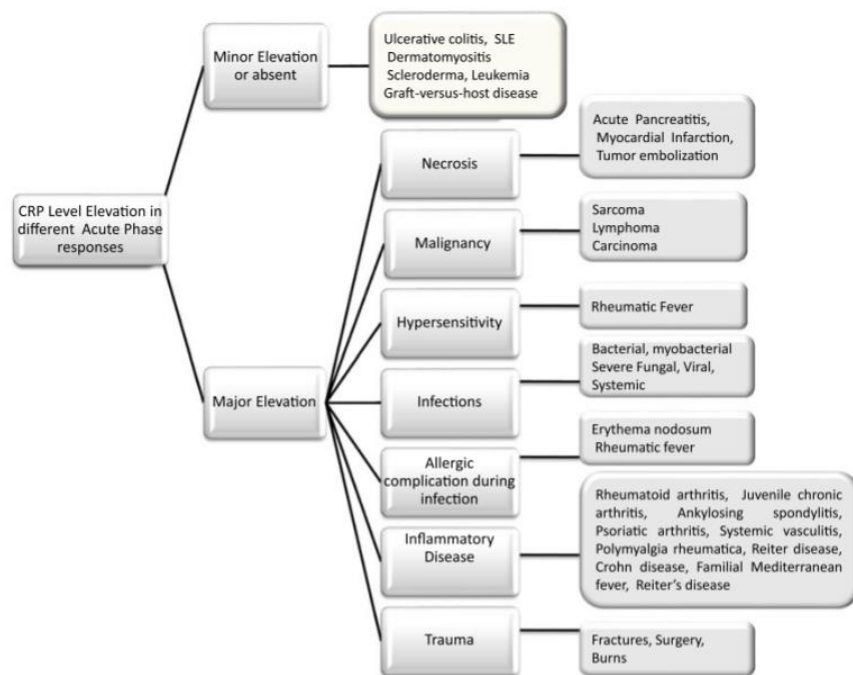 CRP Level Elevation in
different Acute Phase
responses
Minor Elevation
or absent
Ulcerative colitis, SLE
Dermatomyositis
Scleroderma, Leukemia
Graft-versus-host disease
Major Elevation
Necrosis
Acute Pancreatitis,
Myocardial Infarction,
Tumor embolization
Malignancy
Sarcoma
Lymphoma
Carcinoma
Hypersensitivity
Rheumatic Fever
Infections
Bacterial, myobacterial
Severe Fungal, Viral,
Systemic
Allergic
complication during
infection
Erythema nodosum
Rheumatic fever
Inflammatory
Disease
Rheumatoid arthritis, Juvenile chronic
arthritis, Ankylosing spondylitis,
Psoriatic arthritis, Systemic vasculitis,
Polymyalgia rheumatica, Reiter disease,
Crohn disease, Familial Mediterranean
fever, Reiter's disease
Trauma
Fractures, Surgery,
Burns